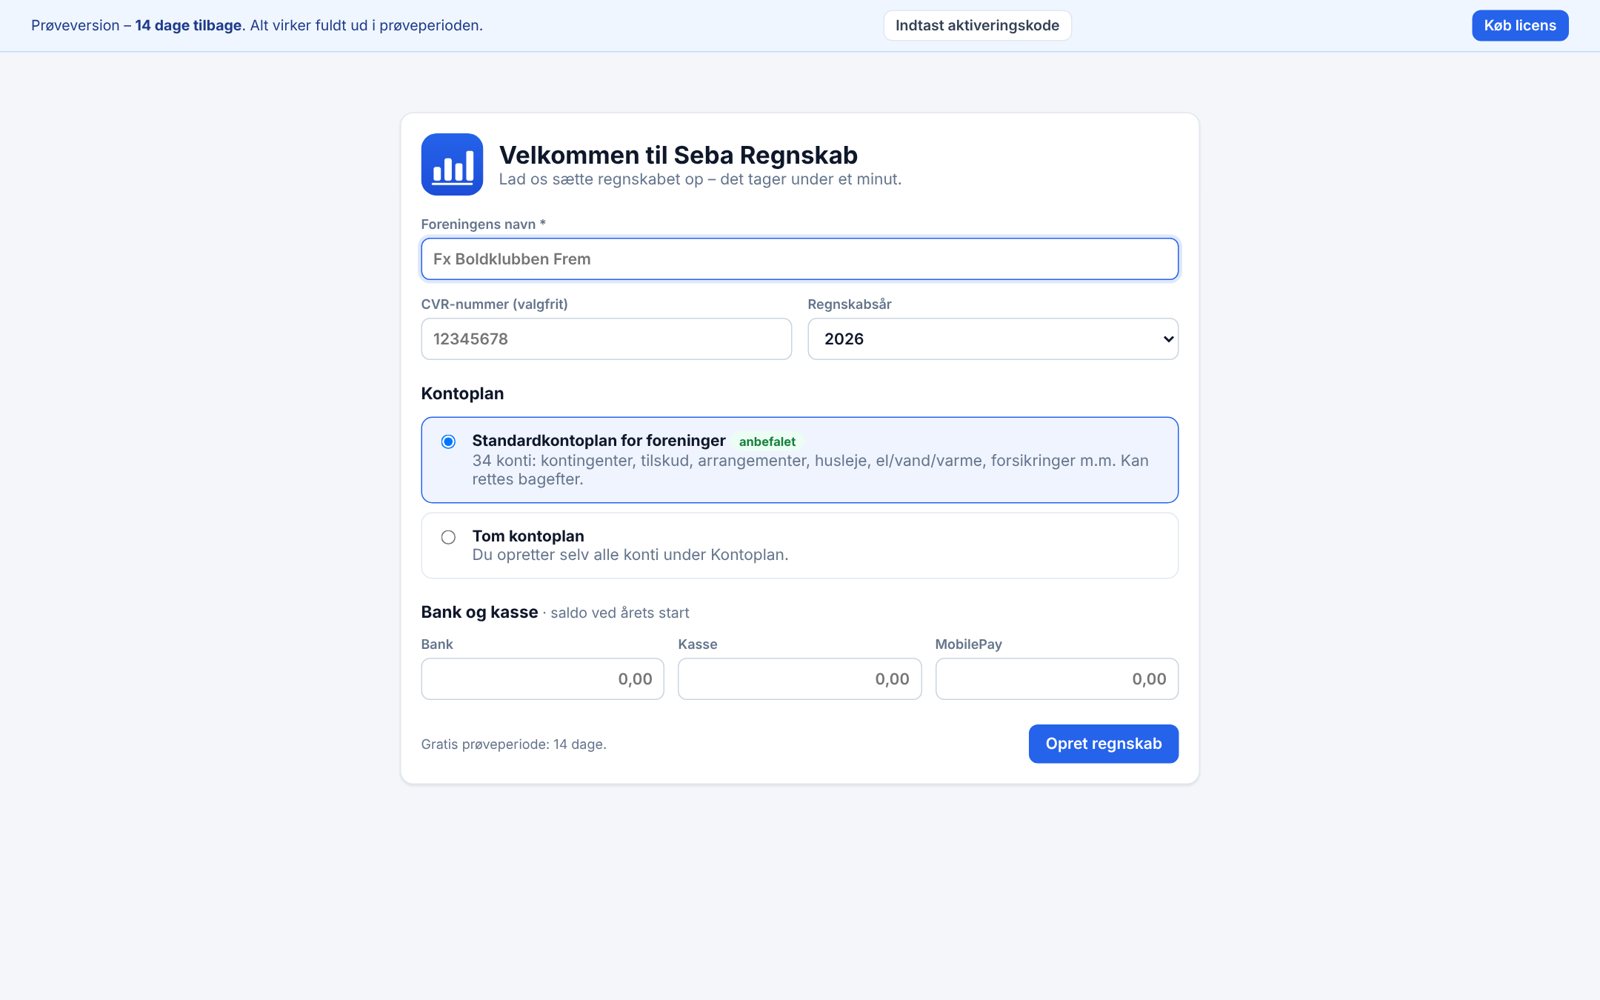 Prøveversion – 14 dage tilbage. Alt virker fuldt ud i prøveperioden.
Indtast aktiveringskode
Køb licens
Velkommen til Seba Regnskab
Lad os sætte regnskabet op – det tager under et minut.
Foreningens navn *
Fx Boldklubben Frem
CVR-nummer (valgfrit)
Regnskabsår
12345678
2026
Kontoplan
Standardkontoplan for foreninger anbefalet
34 konti: kontingenter, tilskud, arrangementer, husleje, el/vand/varme, forsikringer m.m. Kan
rettes bagefter.
Tom kontoplan
Du opretter selv alle konti under Kontoplan.
Bank og kasse · saldo ved årets start
Bank
Kasse
MobilePay
0,00
0,00
0,00
Gratis prøveperiode: 14 dage.
Opret regnskab